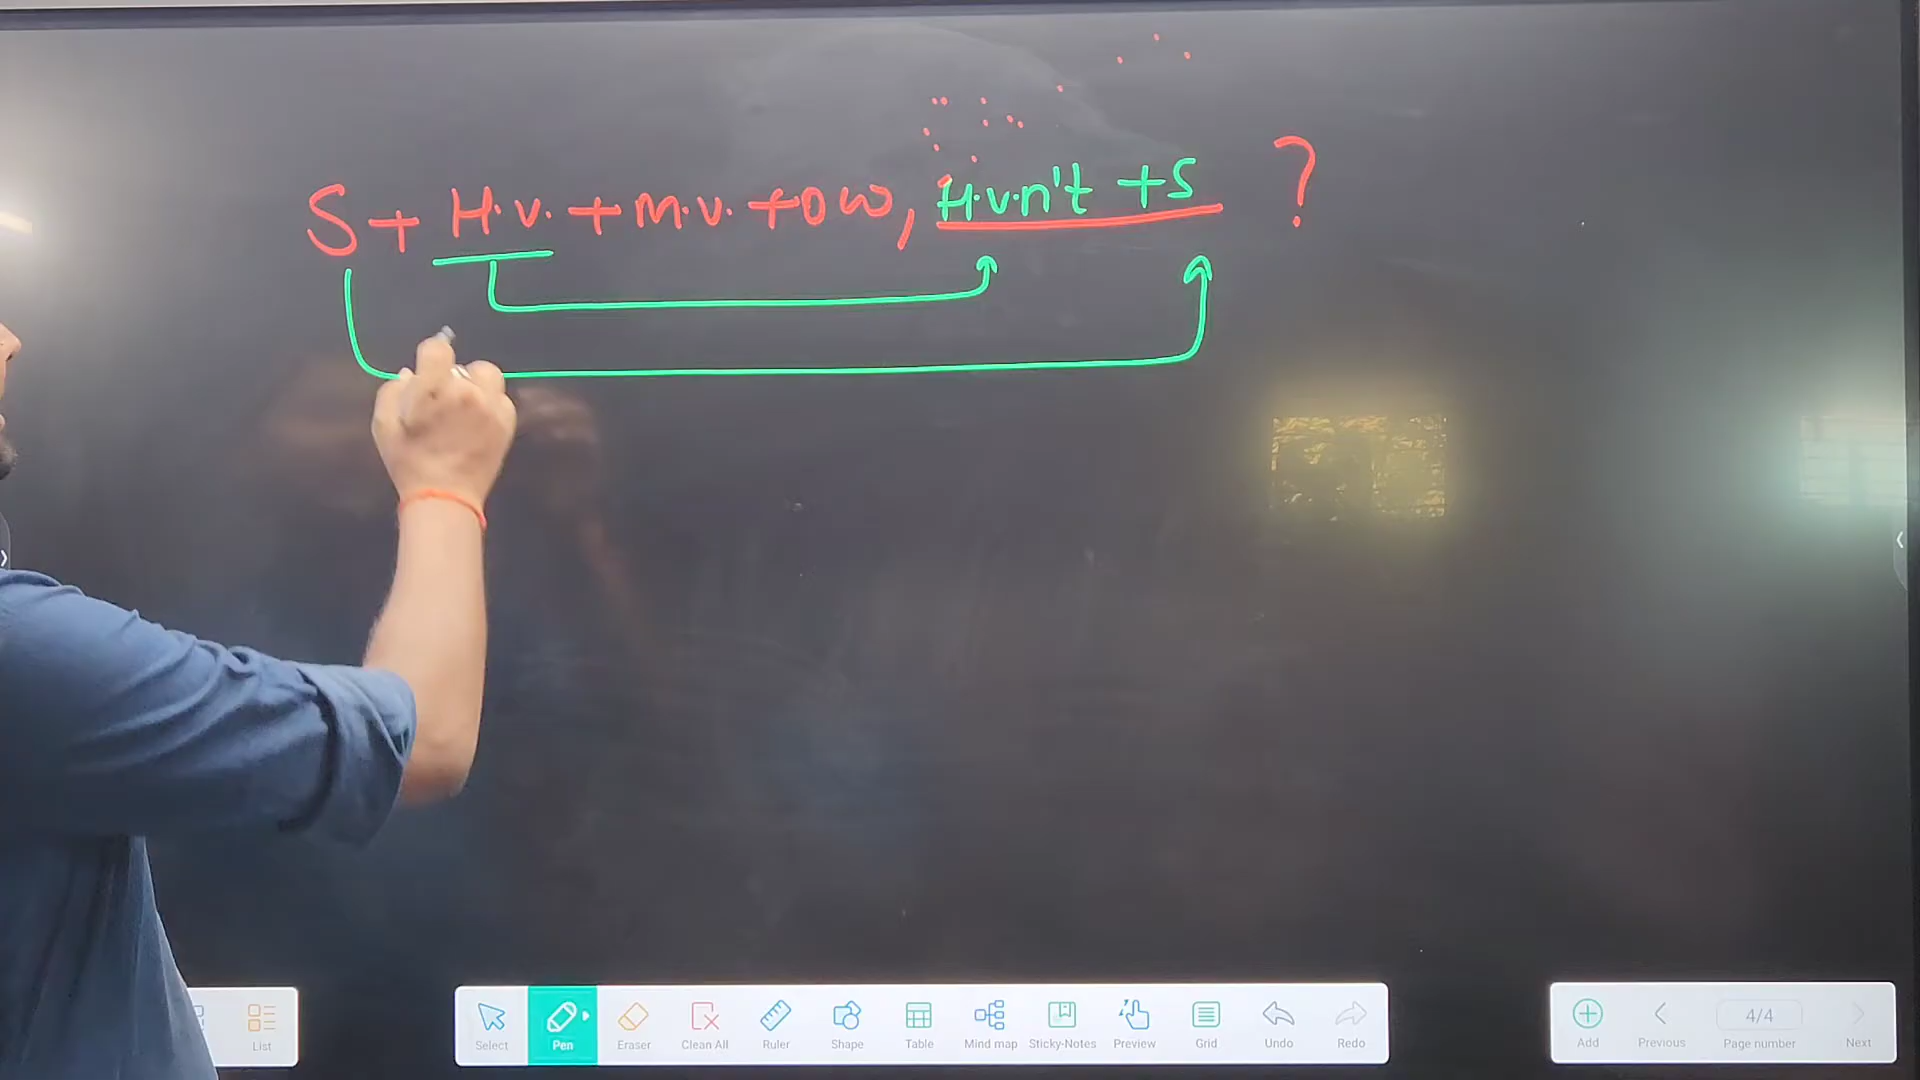 S + H.v. + m.v. + OW, H.v.n't + S ?
List
Select
Pen
Eraser
Clean All
Ruler
Shape
Table
Mind map
Sticky-Notes
Preview
Grid
Undo
Redo
Add
Previous
4/4
Page number
Next